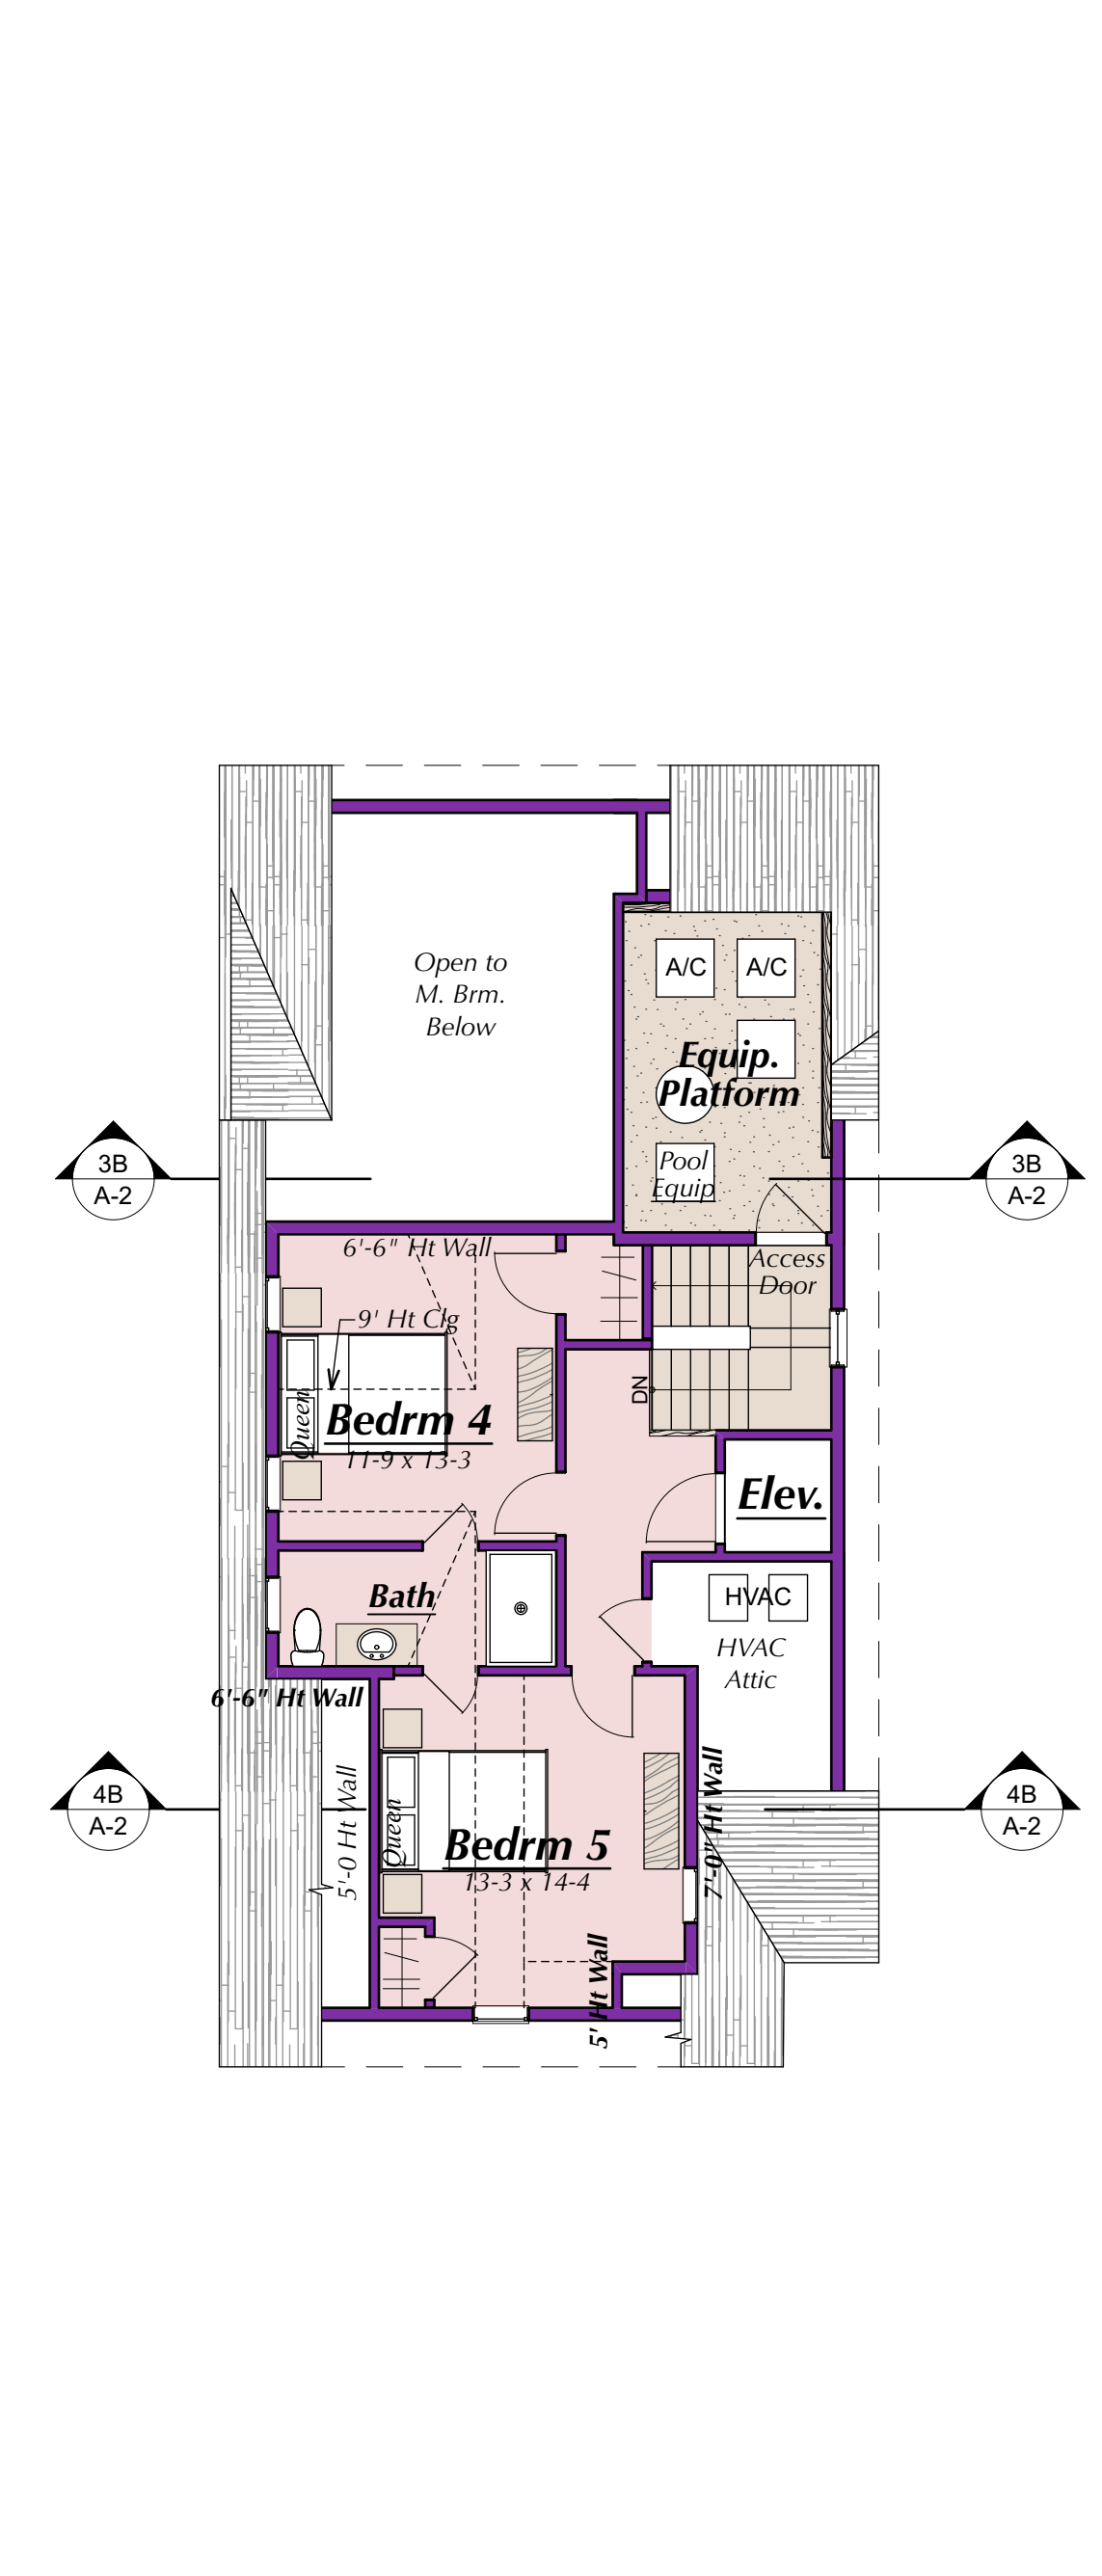 Open to
M. Brm.
Below
A/C
A/C
Equip.
Platform
Pool
Equip
3B
A-2
3B
A-2
6'-6" Ht Wall
Access
Door
9' Ht Clg
DN
Queen
Bedrm 4
11-9 x 13-3
Elev.
Bath
HVAC
HVAC
Attic
6'-6" Ht Wall
5'-0 Ht Wall
7'-0" Ht Wall
4B
A-2
4B
A-2
Queen
Bedrm 5
13-3 x 14-4
5' Ht Wall